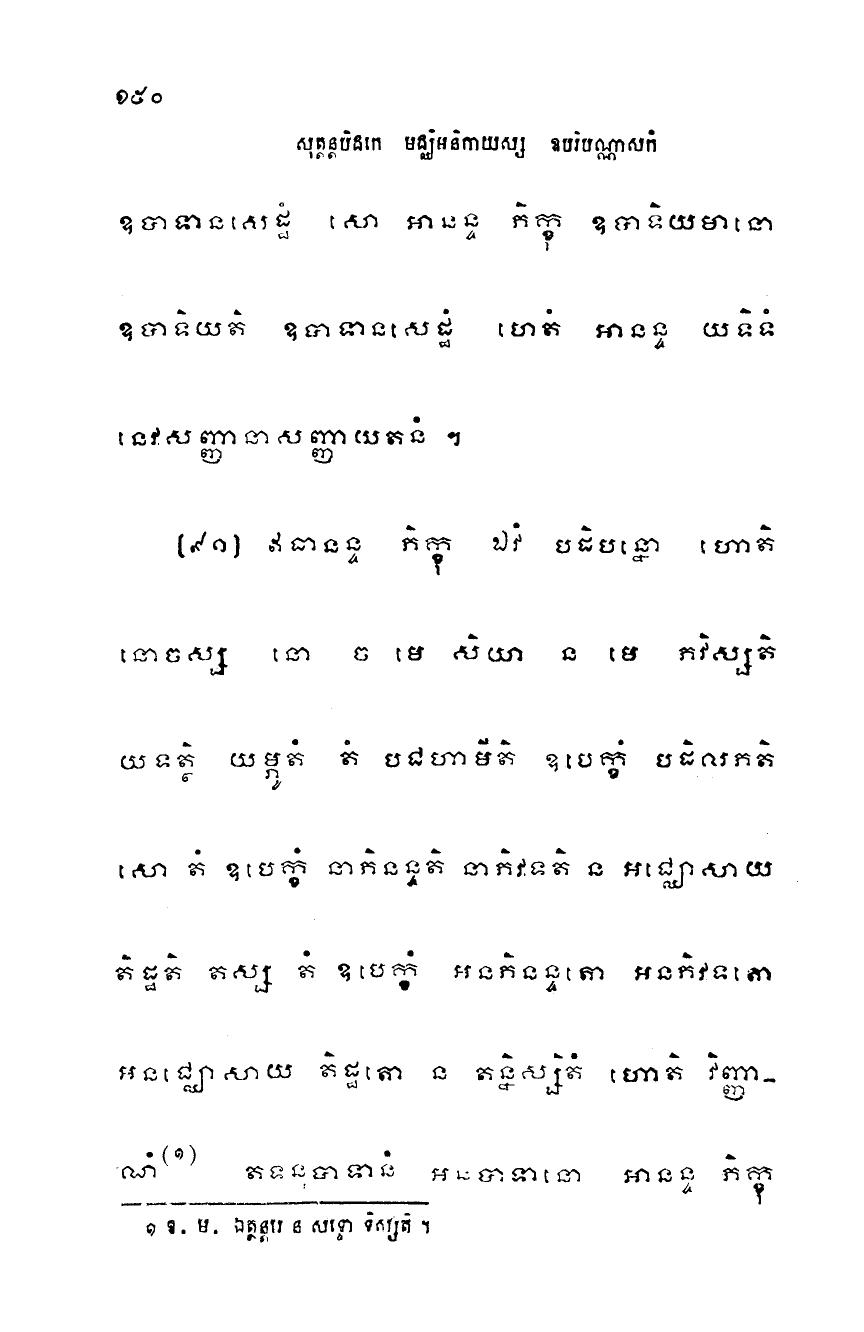 ១៥០
សុត្តន្តបិដកេ មជ្ឈិមនិកាយស្ស ឧបរិបណ្ណាសកំ
ឧបាទានសេដ្ឋំ សោ អានន្ទ ភិក្ខុ ឧបាទិយមានោ
ឧបាទិយតិ ឧបាទានសេដ្ឋំ ហេតំ អានន្ទ យទិទំ
នេវសញ្ញានាសញ្ញាយតនំ ។
(៩១) ឥធានន្ទ ភិក្ខុ ឯវំ បដិបន្នោ ហោតិ
នោចស្ស នោ ច មេ សិយា ន មេ ភវិស្សតិ
យទត្ថិ យម្ភូតំ តំ បជហាមីតិ ឧបេក្ខំ បដិលភតិ
សោ តំ ឧបេក្ខំ នាភិនន្ទតិ នាភិវទតិ ន អជ្ឈោសាយ
តិដ្ឋតិ តស្ស តំ ឧបេក្ខំ អនភិនន្ទតោ អនភិវទតោ
អនជ្ឈោសាយ តិដ្ឋតោ ន តន្និស្សិតំ ហោតិ វិញ្ញា-
ណំ(១) តទនុបាទានំ អនុបាទានោ អានន្ទ ភិក្ខុ
១ ឱ. ម. ឯត្ថន្តរេ ន សទ្ទោ ទិស្សតិ ។